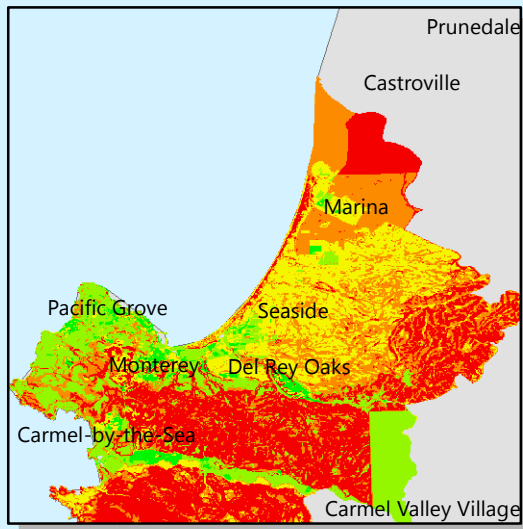 Prunedale
Castroville
Marina
Pacific Grove
Seaside
Monterey
Del Rey Oaks
Carmel-by-the-Sea
Carmel Valley Village